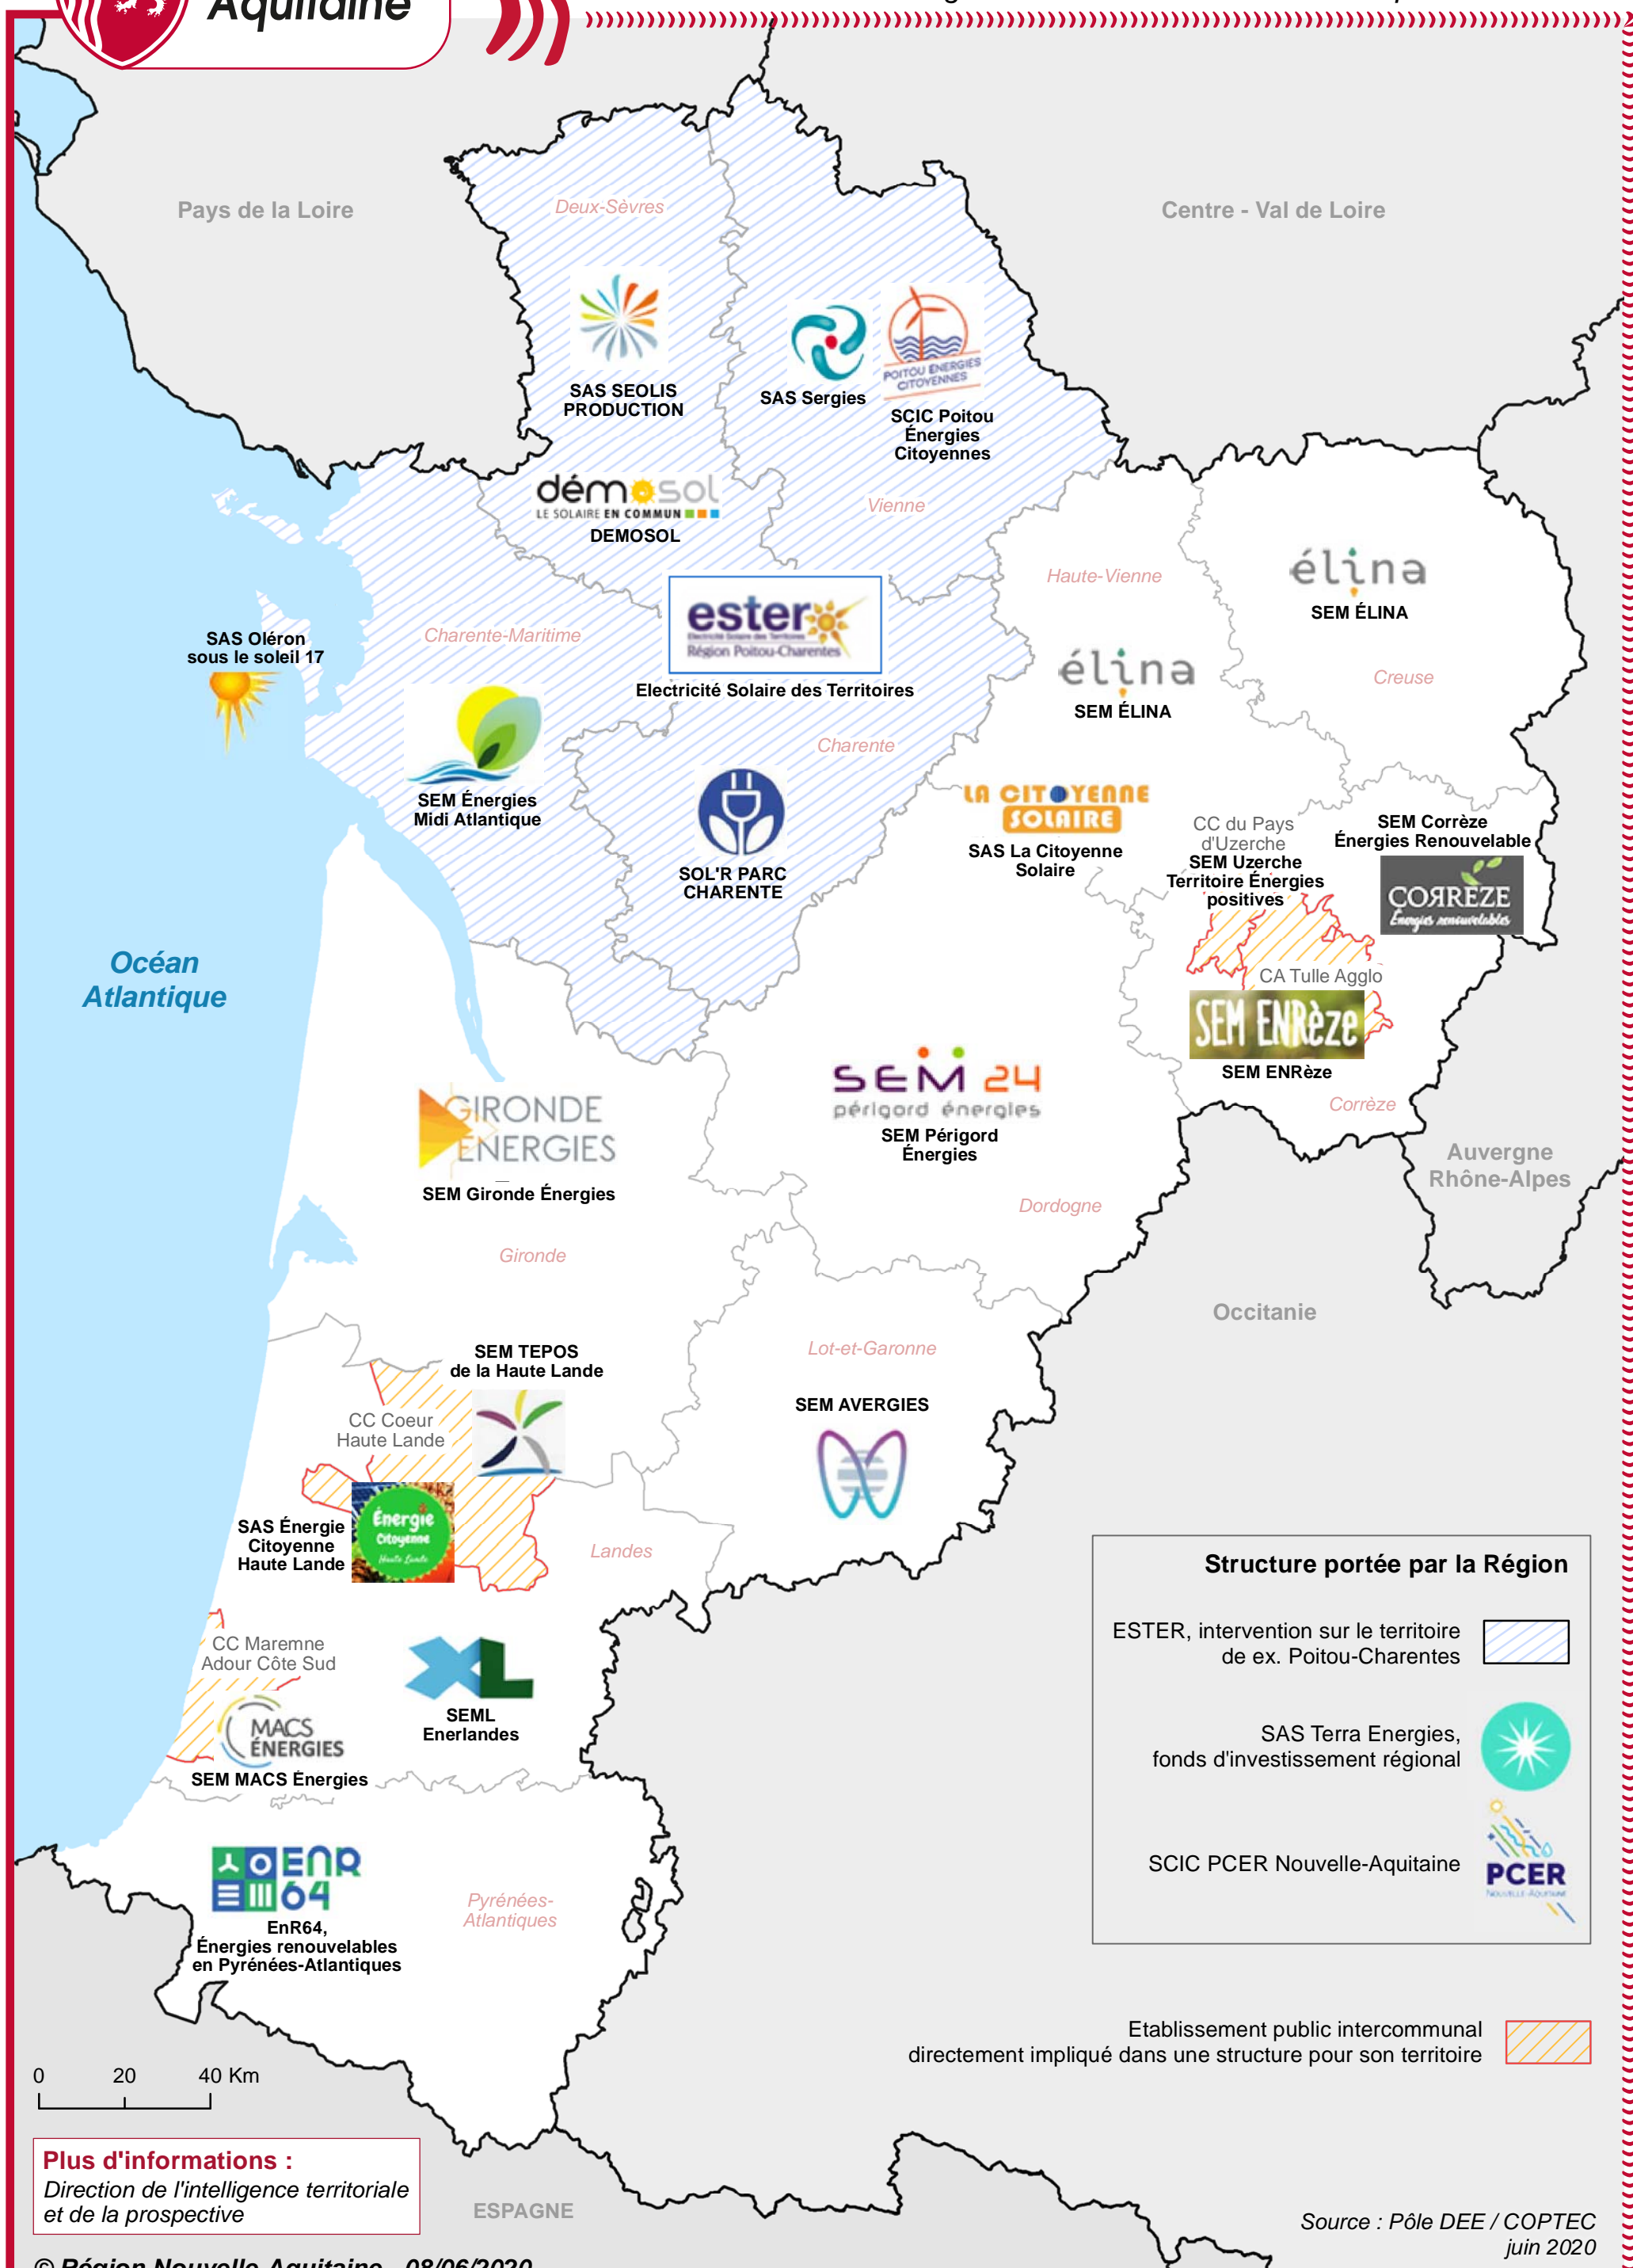 Aquitaine
Pays de la Loire
Deux-Sèvres
Centre - Val de Loire
SAS SEOLIS
PRODUCTION
SAS Sergies
POITOU ENERGIES
CITOYENNES
SCIC Poitou
Énergies
Citoyennes
démosol
LE SOLAIRE EN COMMUN
DEMOSOL
Vienne
Haute-Vienne
élina
SEM ÉLINA
SAS Oléron
sous le soleil 17
Charente-Maritime
ester
Electricité Solaire des Territoires
Région Poitou-Charentes
Electricité Solaire des Territoires
élina
SEM ÉLINA
Creuse
Charente
SEM Énergies
Midi Atlantique
SOL'R PARC
CHARENTE
LA CITOYENNE
SOLAIRE
SAS La Citoyenne
Solaire
CC du Pays
d'Uzerche
SEM Uzerche
Territoire Énergies
positives
SEM Corrèze
Énergies Renouvelable
CORRÈZE
Énergies renouvelables
Océan
Atlantique
CA Tulle Agglo
SEM ENRèze
SEM ENRèze
Corrèze
SEM 24
périgord énergies
SEM Périgord
Énergies
GIRONDE
ENERGIES
SEM Gironde Énergies
Auvergne
Rhône-Alpes
Dordogne
Gironde
Occitanie
SEM TEPOS
de la Haute Lande
Lot-et-Garonne
SEM AVERGIES
CC Coeur
Haute Lande
Énergie
Citoyenne
Haute Lande
SAS Énergie
Citoyenne
Haute Lande
Landes
CC Maremne
Adour Côte Sud
MACS
ÉNERGIES
SEM MACS Énergies
XL
SEML
Enerlandes
Structure portée par la Région
ESTER, intervention sur le territoire
de ex. Poitou-Charentes
SAS Terra Energies,
fonds d'investissement régional
SCIC PCER Nouvelle-Aquitaine
PCER
NOUVELLE-AQUITAINE
ENR
64
EnR64,
Énergies renouvelables
en Pyrénées-Atlantiques
Pyrénées-
Atlantiques
Etablissement public intercommunal
directement impliqué dans une structure pour son territoire
0 20 40 Km
Plus d'informations :
Direction de l'intelligence territoriale
et de la prospective
ESPAGNE
Source : Pôle DEE / COPTEC
juin 2020
© Région Nouvelle-Aquitaine - 08/06/2020